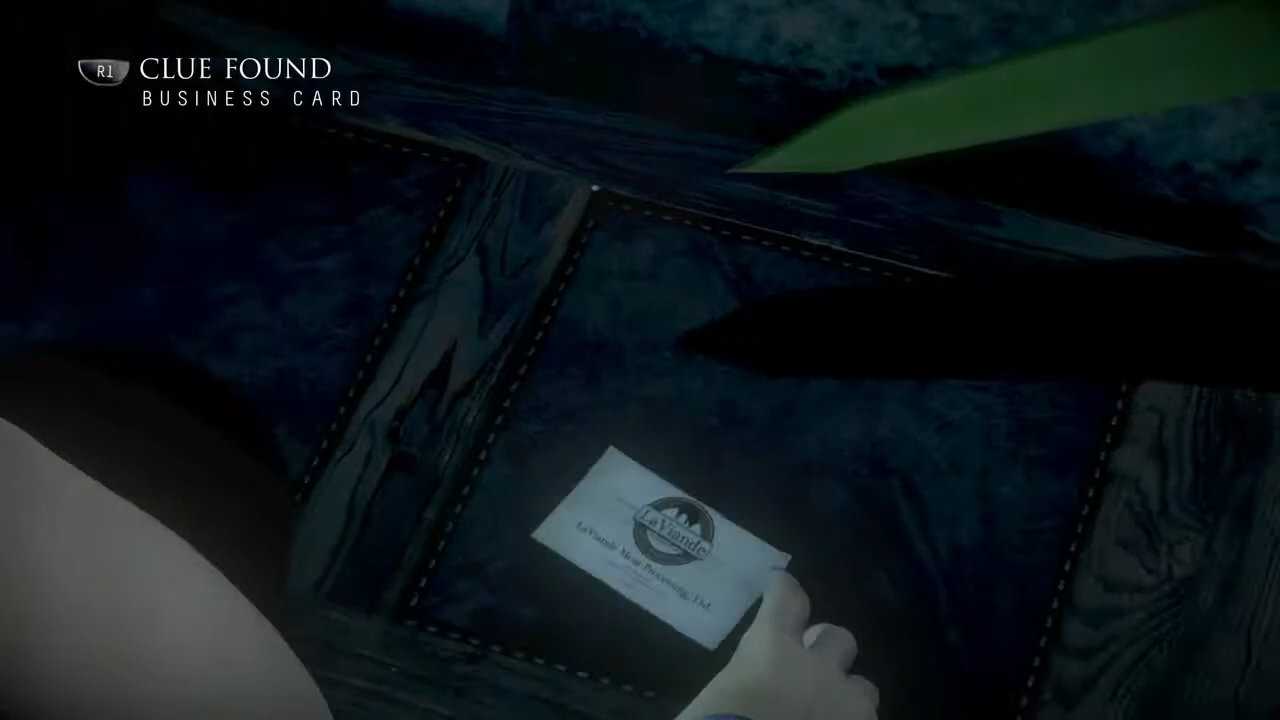 R1 CLUE FOUND
BUSINESS CARD
LaViande
LaViande Meat Processing, Ltd.